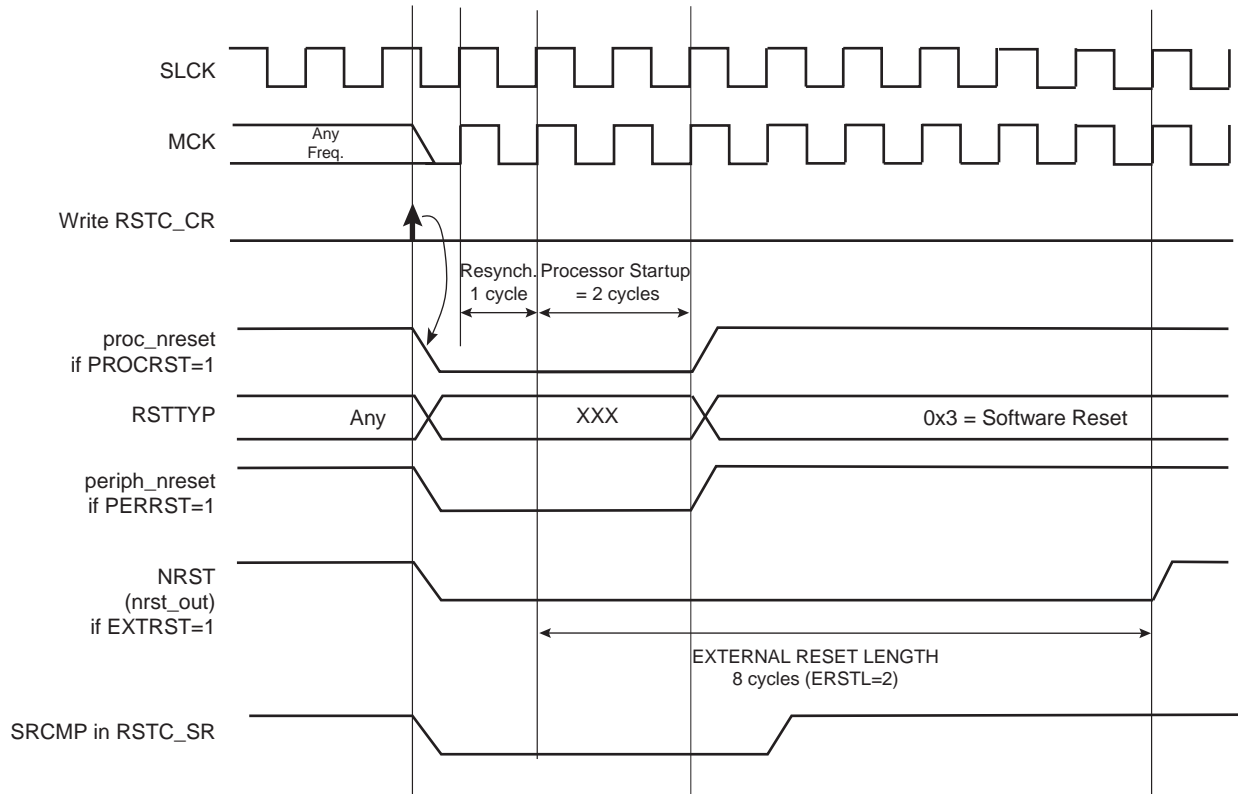 SLCK
MCK
Any
Freq.
Write RSTC_CR
Resynch.
1 cycle
Processor Startup
= 2 cycles
proc_nreset
if PROCRST=1
RSTTYP
Any
XXX
0x3 = Software Reset
periph_nreset
if PERRST=1
NRST
(nrst_out)
if EXTRST=1
EXTERNAL RESET LENGTH
8 cycles (ERSTL=2)
SRCMP in RSTC_SR